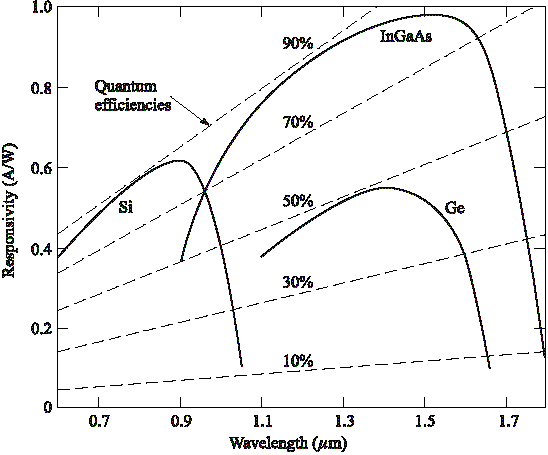 1.0
0.8
0.6
0.4
0.2
0
Responsivity (A/W)
90%
InGaAs
Quantum
efficiencies
70%
Si
50%
Ge
30%
10%
0.7
0.9
1.1
1.3
1.5
1.7
Wavelength (μm)